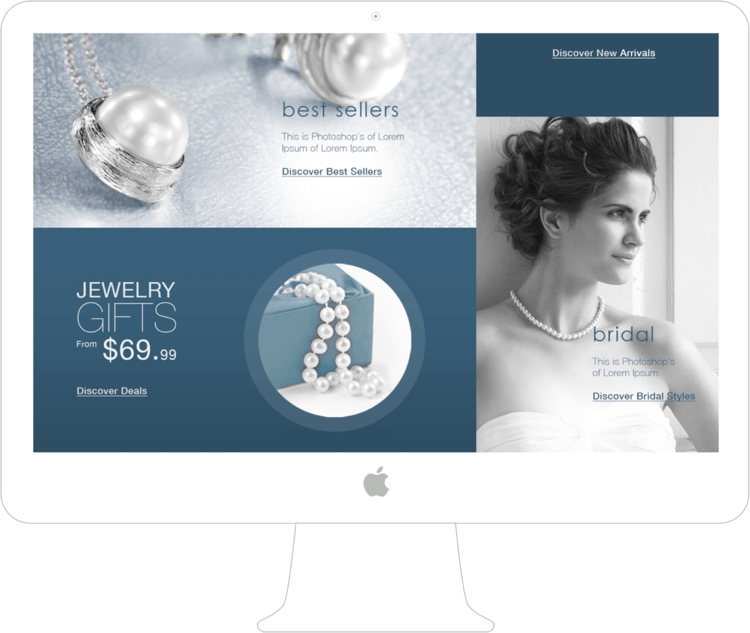 Discover New Arrivals
best sellers
This is Photoshop's of Lorem
Ipsum of Lorem Ipsum.
Discover Best Sellers
JEWELRY
GIFTS
From $69.99
Discover Deals
bridal
This is Photoshop's
of Lorem Ipsum.
Discover Bridal Styles